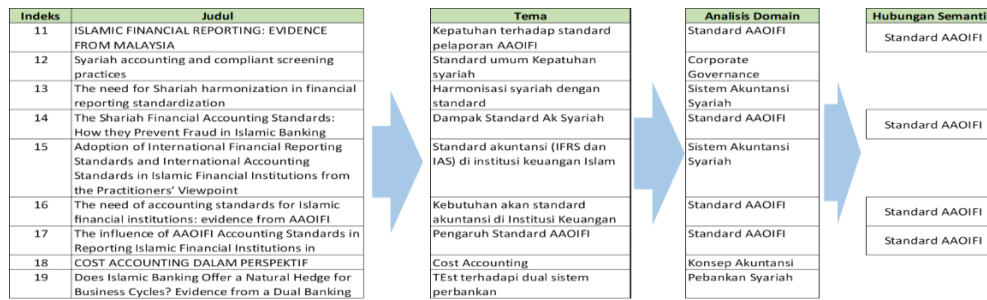 Indeks Judul Tema Analisis Domain Hubungan Semanti
11 ISLAMIC FINANCIAL REPORTING: EVIDENCE Kepatuhan terhadap standard Standard AAOIFI Standard AAOIFI
FROM MALAYSIA pelaporan AAOIFI
12 Syariah accounting and compliant screening Standard umum Kepatuhan Corporate
practices syariah Governance
13 The need for Shariah harmonization in financial Harmonisasi syariah dengan Sistem Akuntansi
reporting standardization standard Syariah
14 The Shariah Financial Accounting Standards: Dampak Standard Ak Syariah Standard AAOIFI Standard AAOIFI
How they Prevent Fraud in Islamic Banking
15 Adoption of International Financial Reporting Standard akuntansi (IFRS dan Sistem Akuntansi
Standards and International Accounting IAS) di institusi keuangan Islam Syariah
Standards in Islamic Financial Institutions from
the Practitioners’ Viewpoint
16 The need of accounting standards for Islamic Kebutuhan akan standard Standard AAOIFI Standard AAOIFI
financial institutions: evidence from AAOIFI akuntansi di Institusi Keuangan
17 The influence of AAOIFI Accounting Standards in Pengaruh Standard AAOIFI Standard AAOIFI Standard AAOIFI
Reporting Islamic Financial Institutions in
18 COST ACCOUNTING DALAM PERSPEKTIF Cost Accounting Konsep Akuntansi
19 Does Islamic Banking Offer a Natural Hedge for TEst terhadapi dual sistem Pebankan Syariah
Business Cycles? Evidence from a Dual Banking perbankan